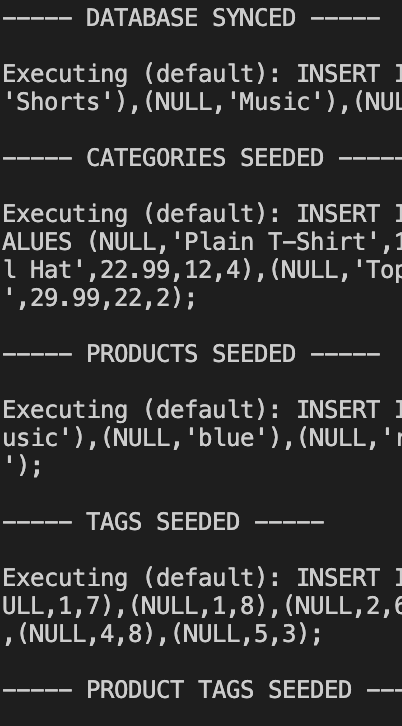 ----- DATABASE SYNCED -----
Executing (default): INSERT I
'Shorts'),(NULL,'Music'),(NUL
----- CATEGORIES SEEDED -----
Executing (default): INSERT I
ALUES (NULL,'Plain T-Shirt',1
l Hat',22.99,12,4),(NULL,'Top
',29.99,22,2);
----- PRODUCTS SEEDED -----
Executing (default): INSERT I
usic'),(NULL,'blue'),(NULL,'r
');
----- TAGS SEEDED -----
Executing (default): INSERT I
ULL,1,7),(NULL,1,8),(NULL,2,6
,(NULL,4,8),(NULL,5,3);
----- PRODUCT TAGS SEEDED ---